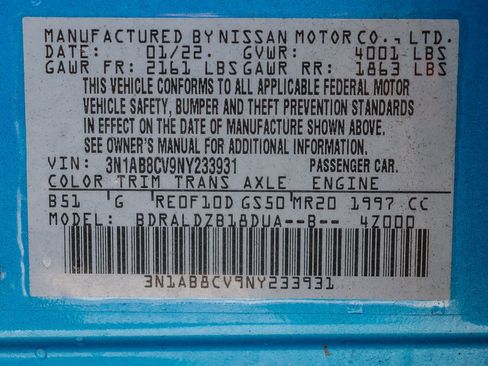 MANUFACTURED BY NISSAN MOTOR CO., LTD.
DATE: 01/22. GVWR: 4001 LBS
GAWR FR: 2161 LBS GAWR RR: 1863 LBS
THIS VEHICLE CONFORMS TO ALL APPLICABLE FEDERAL MOTOR
VEHICLE SAFETY, BUMPER AND THEFT PREVENTION STANDARDS
IN EFFECT ON THE DATE OF MANUFACTURE SHOWN ABOVE.
SEE OWNER'S MANUAL FOR ADDITIONAL INFORMATION.
VIN: 3N1AB8CV9NY233931 PASSENGER CAR.
COLOR TRIM TRANS AXLE ENGINE
B51 G RE0F10D GS50 MR20 1997 CC
MODEL: BDRALDZB18DUA--B-- 4Z000
3N1AB8CV9NY233931